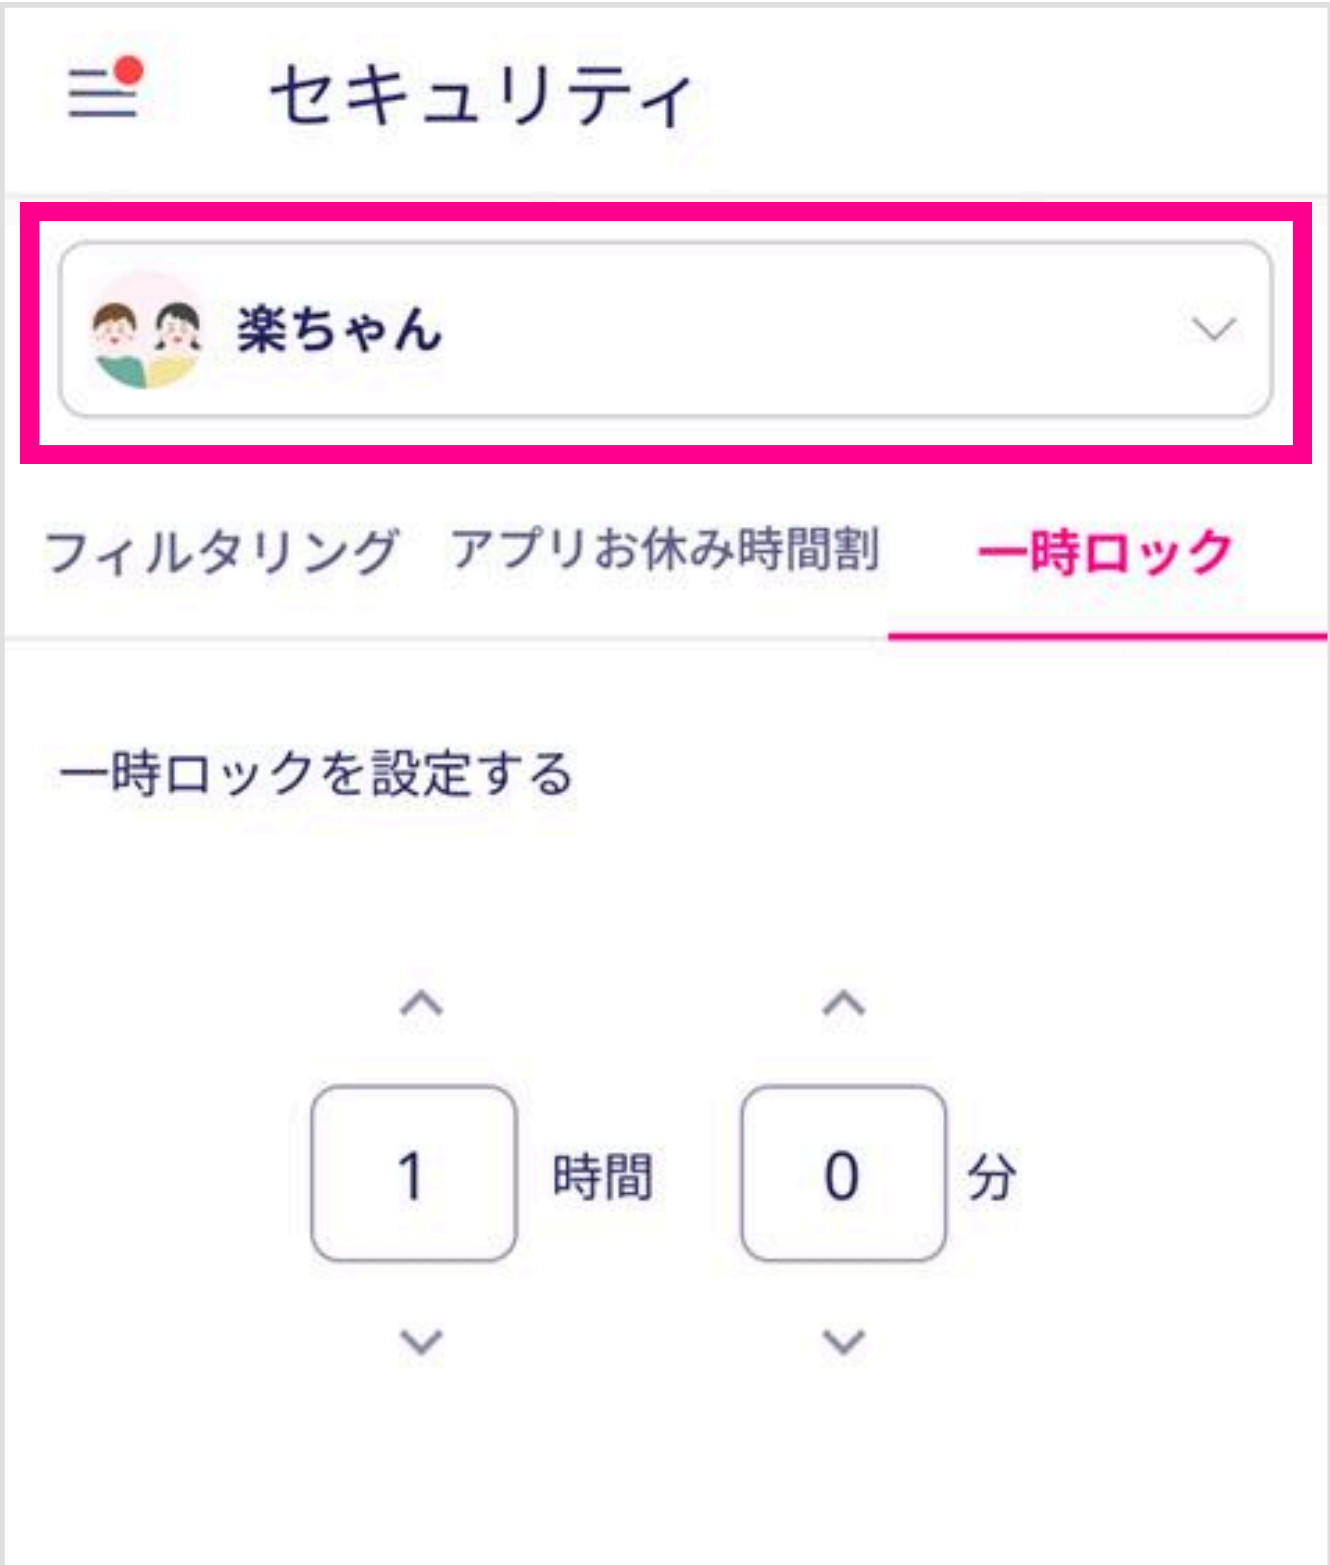 セキュリティ
楽ちゃん
フィルタリング アプリお休み時間割 一時ロック
一時ロックを設定する
1 時間 0 分